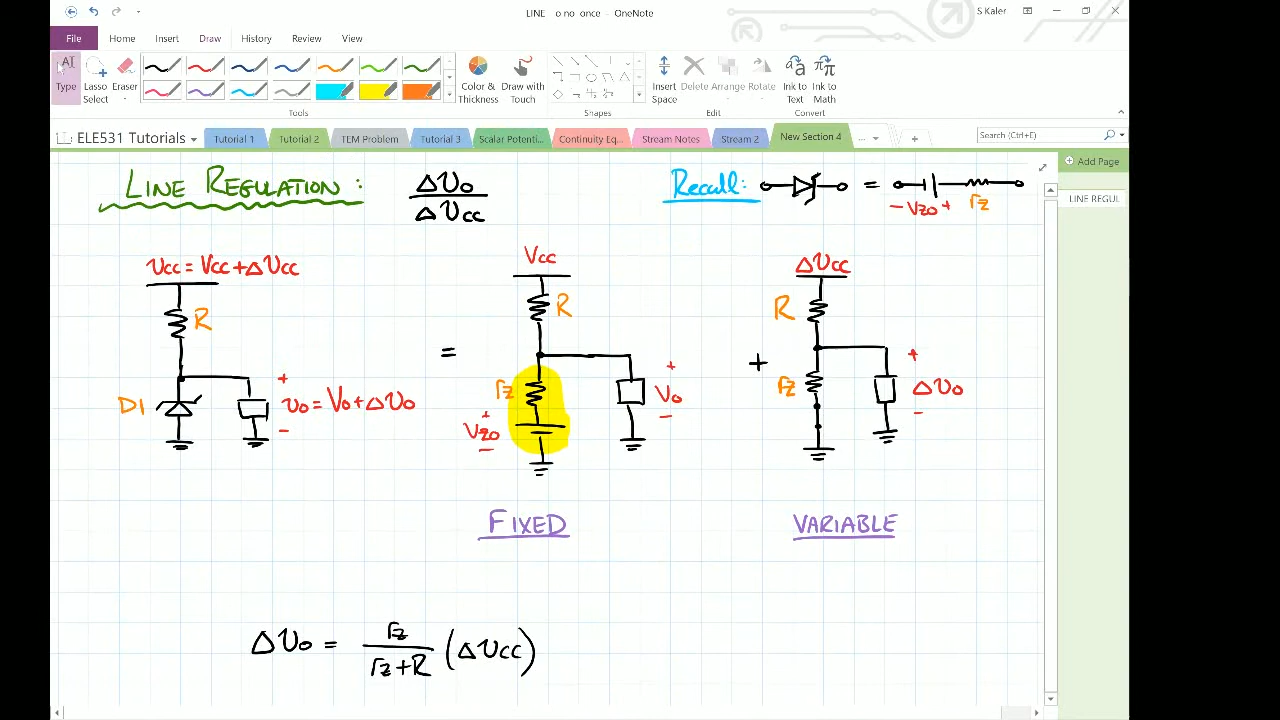 LINE o no once - OneNote
S Kaler
File Home Insert Draw History Review View
Type
Lasso Select
Eraser
Color & Thickness
Draw with Touch
Insert Space
Delete
Arrange
Rotate
Ink to Text
Ink to Math
Tools
Shapes
Edit
Convert
ELE531 Tutorials
Tutorial 1
Tutorial 2
TEM Problem
Tutorial 3
Scalar Potenti...
Continuity Eq...
Stream Notes
Stream 2
New Section 4
...
+
Search (Ctrl+E)
Add Page
LINE REGUL
LINE REGULATION: ΔVo / ΔVcc
Recall: =
- Vzo + rz
Vcc = Vcc + ΔVcc
R
D1
+
Vo = Vo + ΔVo
-
=
Vcc
R
rz
+
Vzo
-
+
Vo
-
+
ΔVcc
R
rz
+
ΔVo
-
FIXED
VARIABLE
ΔVo = rz / rz + R (ΔVcc)